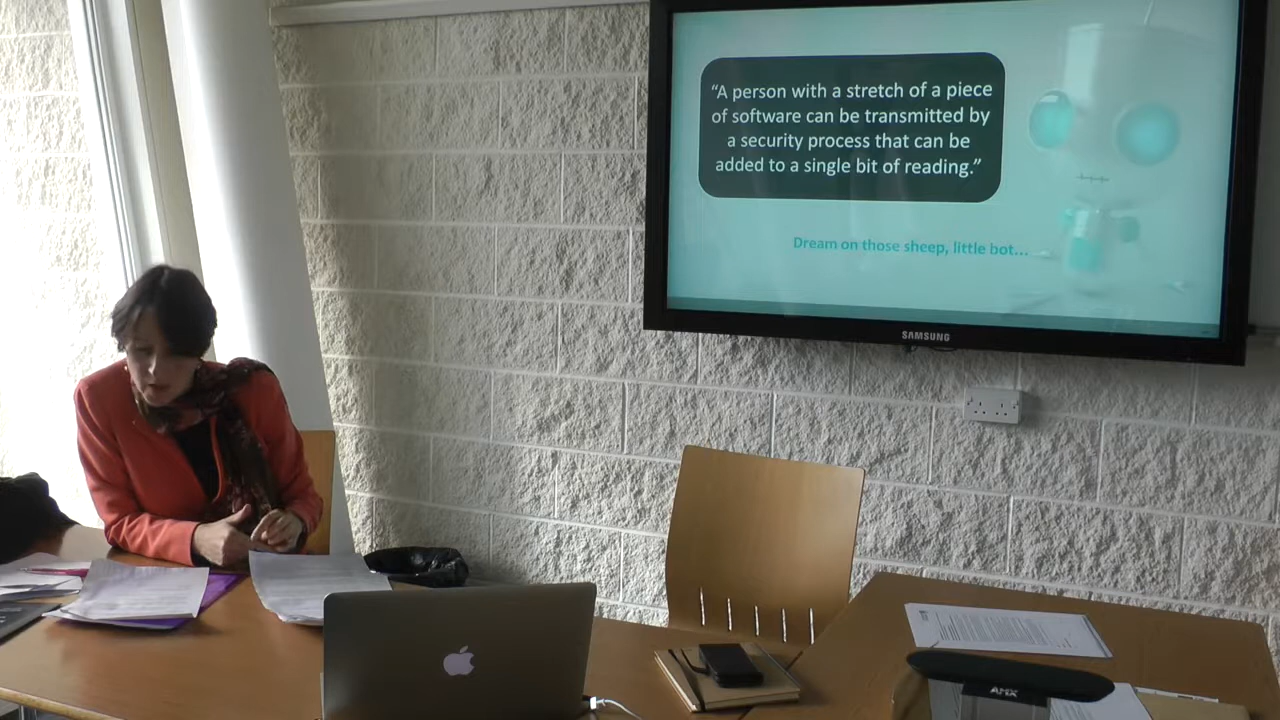 “A person with a stretch of a piece
of software can be transmitted by
a security process that can be
added to a single bit of reading.”
Dream on those sheep, little bot...
SAMSUNG
AMX